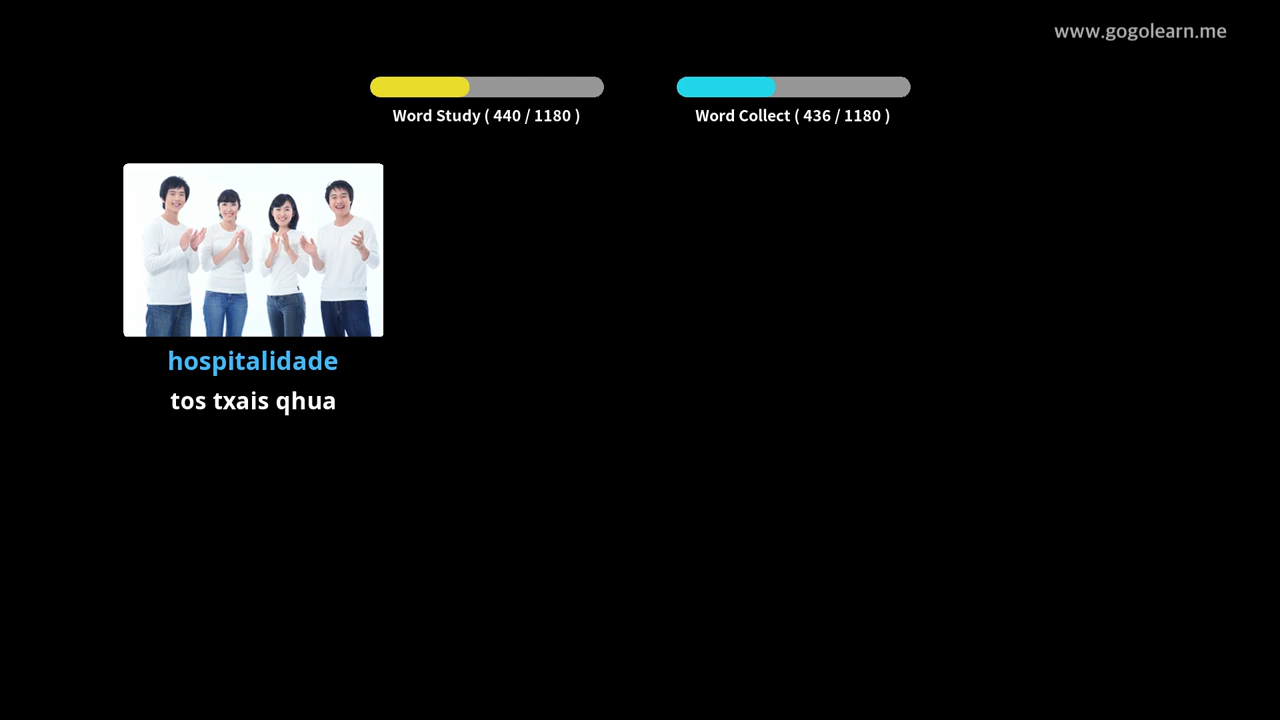 www.gogolearn.me
Word Study ( 440 / 1180 )
Word Collect ( 436 / 1180 )
hospitalidade
tos txais qhua